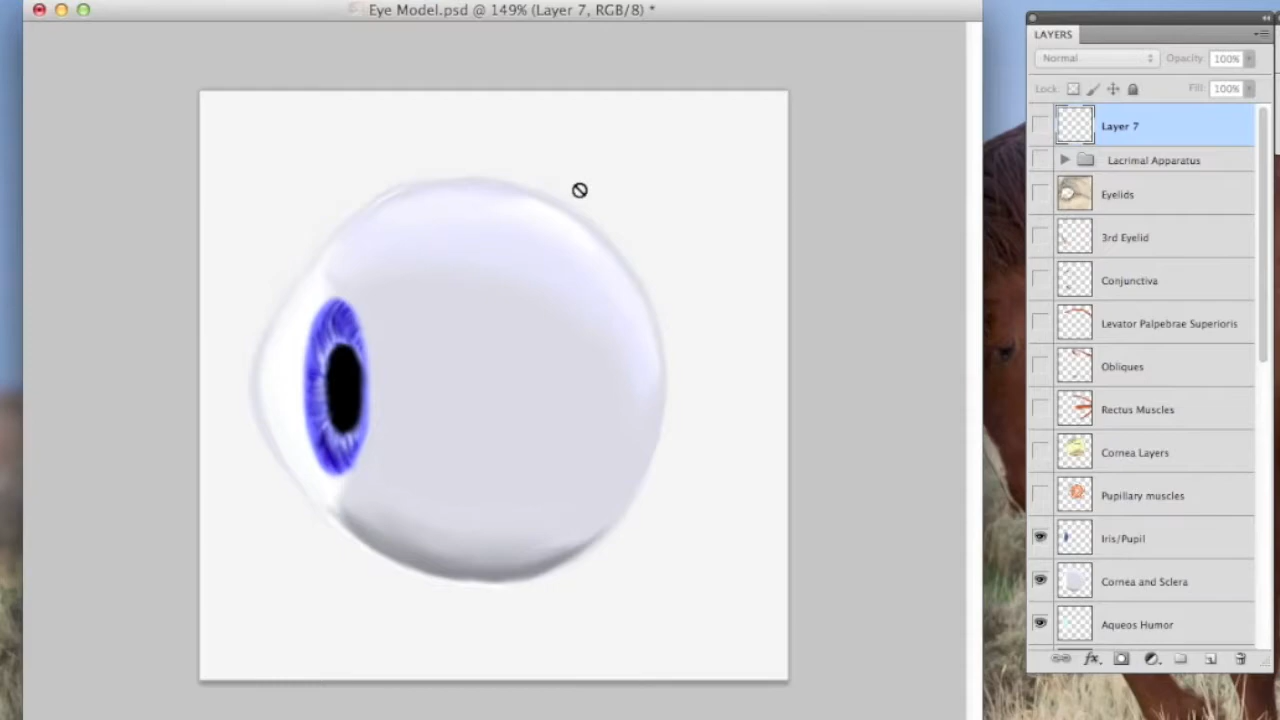 Eye Model.psd @ 149% (Layer 7, RGB/8) *
LAYERS
Normal
Opacity: 100%
Lock:
Fill: 100%
Layer 7
Lacrimal Apparatus
Eyelids
3rd Eyelid
Conjunctiva
Levator Palpebrae Superioris
Obliques
Rectus Muscles
Cornea Layers
Pupillary muscles
Iris/Pupil
Cornea and Sclera
Aqueos Humor
fx.